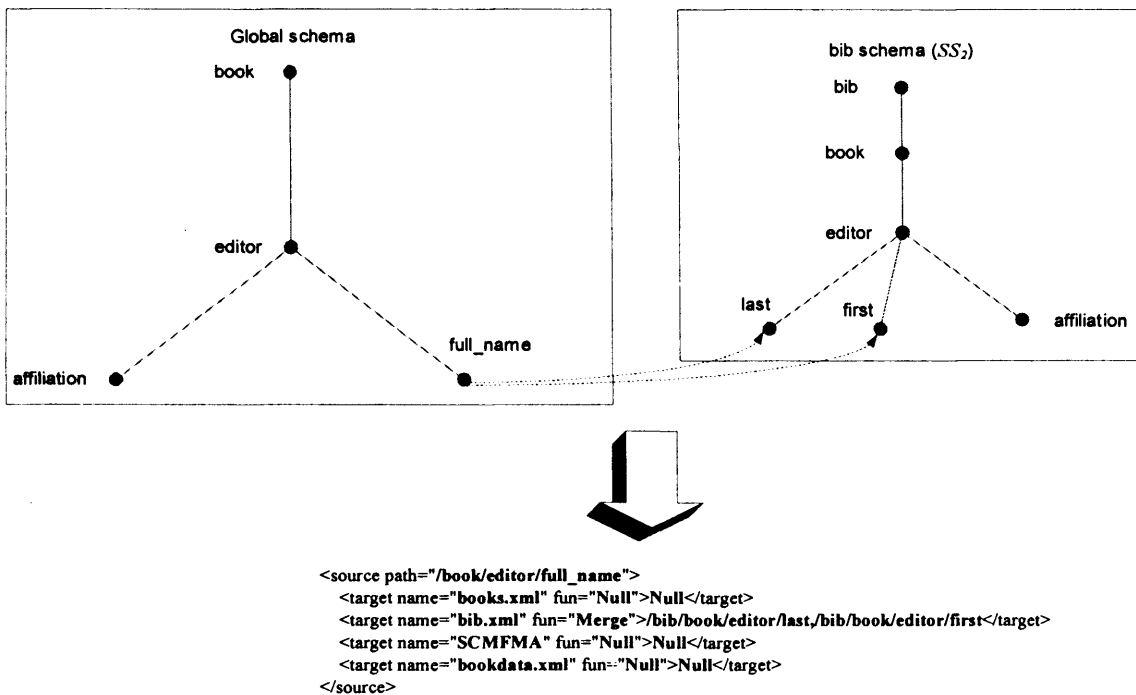 Global schema
book
editor
full_name
affiliation
bib schema (SS2)
bib
book
editor
last
first
affiliation
<source path="/book/editor/full_name">
<target name="books.xml" fun="Null">Null</target>
<target name="bib.xml" fun="Merge">/bib/book/editor/last,/bib/book/editor/first</target>
<target name="SCMFMA" fun="Null">Null</target>
<target name="bookdata.xml" fun="Null">Null</target>
</source>